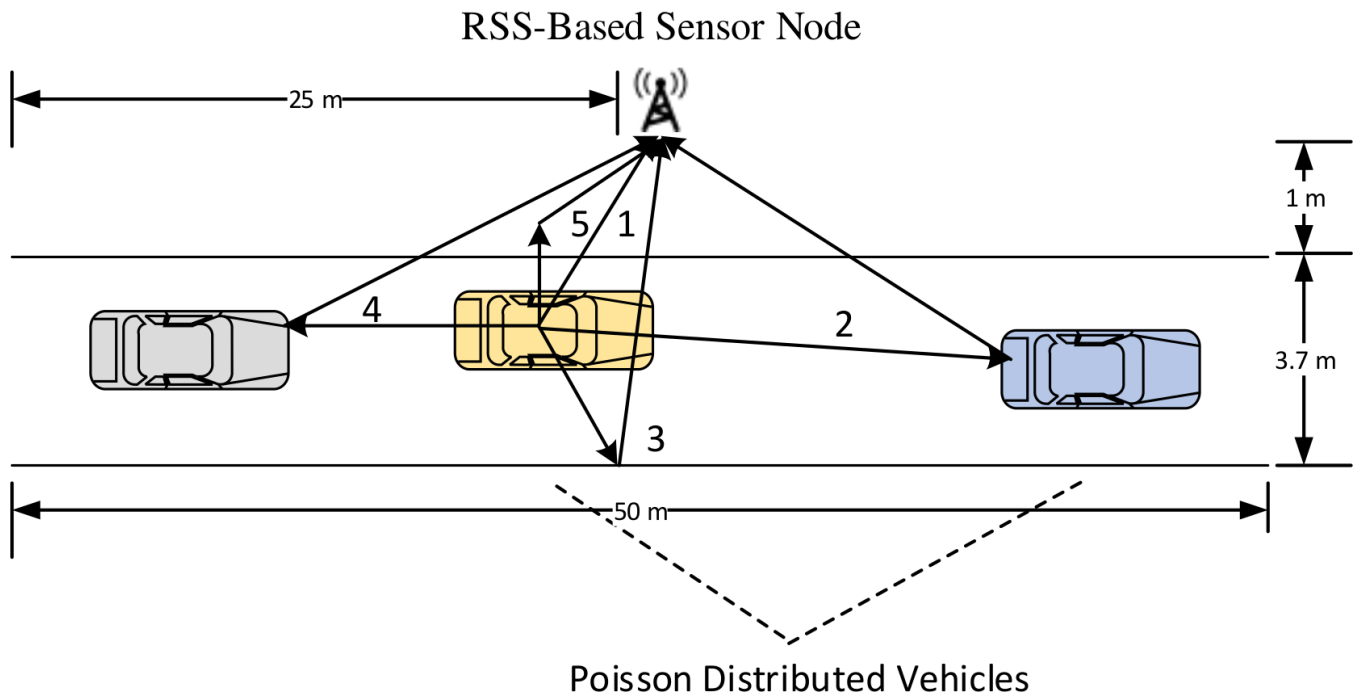 RSS-Based Sensor Node
25 m
1 m
5
1
4
2
3.7 m
3
50 m
Poisson Distributed Vehicles